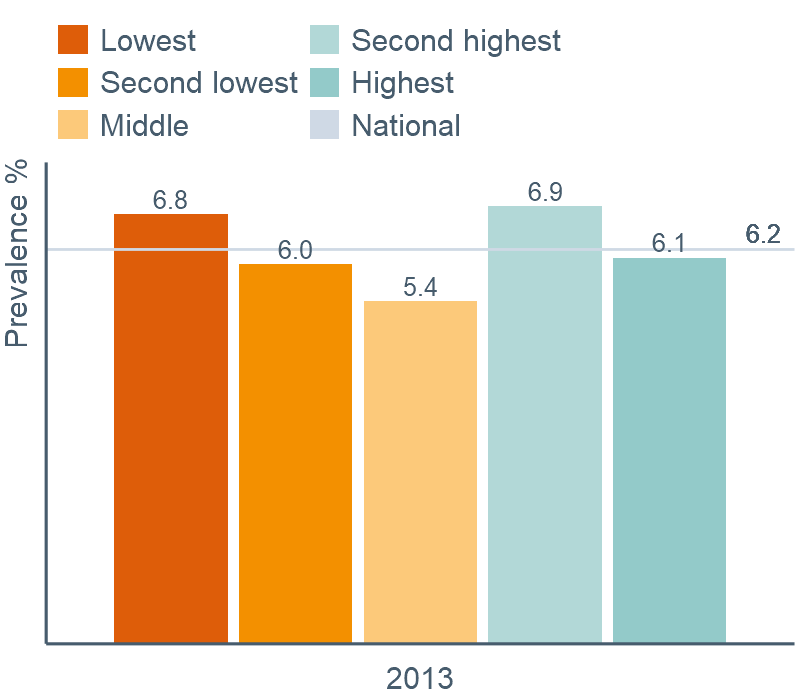 Lowest
Second lowest
Middle
Second highest
Highest
National
Prevalence %
6.8
6.0
5.4
6.9
6.1
6.2
2013